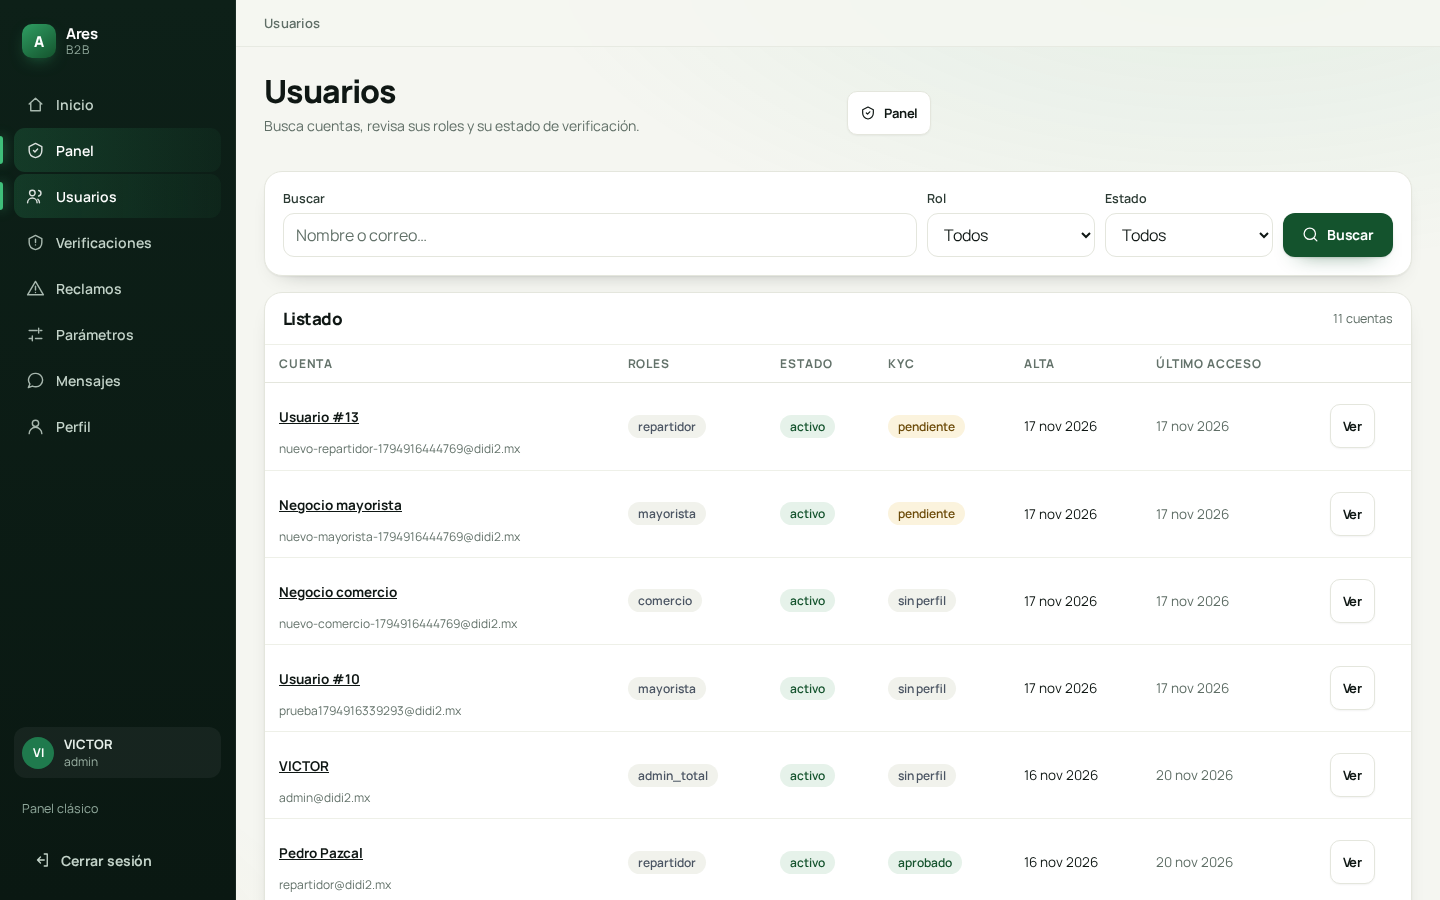 A
Ares
B2B
Inicio
Panel
Usuarios
Verificaciones
Reclamos
Parámetros
Mensajes
Perfil
VI
VICTOR
admin
Panel clásico
Cerrar sesión
Usuarios
Usuarios
Busca cuentas, revisa sus roles y su estado de verificación.
Panel
Buscar
Rol
Estado
Nombre o correo...
Todos
Todos
Buscar
Listado
11 cuentas
CUENTA ROLES ESTADO KYC ALTA ÚLTIMO ACCESO
Usuario #13
nuevo-repartidor-1794916444769@didi2.mx
repartidor activo pendiente 17 nov 2026 17 nov 2026 Ver
Negocio mayorista
nuevo-mayorista-1794916444769@didi2.mx
mayorista activo pendiente 17 nov 2026 17 nov 2026 Ver
Negocio comercio
nuevo-comercio-1794916444769@didi2.mx
comercio activo sin perfil 17 nov 2026 17 nov 2026 Ver
Usuario #10
prueba1794916339293@didi2.mx
mayorista activo sin perfil 17 nov 2026 17 nov 2026 Ver
VICTOR
admin@didi2.mx
admin_total activo sin perfil 16 nov 2026 20 nov 2026 Ver
Pedro Pazcal
repartidor@didi2.mx
repartidor activo aprobado 16 nov 2026 20 nov 2026 Ver